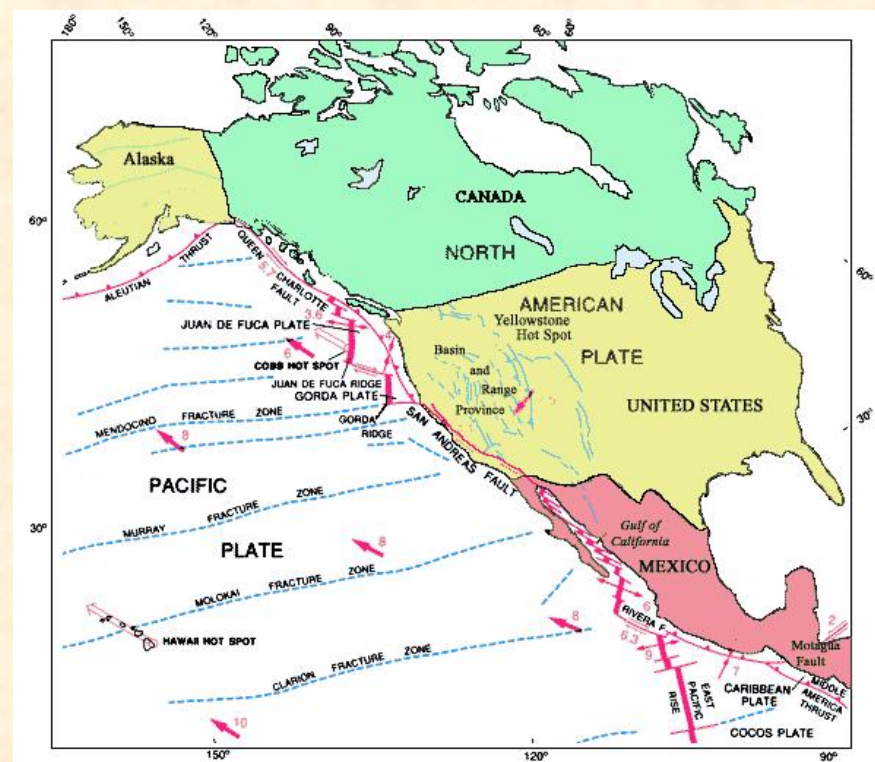 180°
150°
120°
90°
60°
60°
Alaska
CANADA
60°
NORTH
ALEUTIAN THRUST
QUEEN CHARLOTTE
FAULT
5.7
60°
AMERICAN
3.6
Yellowstone
Hot Spot
JUAN DE FUCA PLATE
4
PLATE
6
Basin
COBB HOT SPOT
and
JUAN DE FUCA RIDGE
Range
GORDA PLATE
Province
UNITED STATES
GORDA
RIDGE
MENDOCINO FRACTURE ZONE
8
SAN ANDREAS FAULT
30°
PACIFIC
MURRAY FRACTURE ZONE
30°
Gulf of
California
PLATE
8
MEXICO
MOLOKAI FRACTURE ZONE
6
HAWAII HOT SPOT
8
RIVERA F.
2
6.3
9
Motagua
Fault
7
CLARION FRACTURE ZONE
EAST
PACIFIC
RISE
CARIBBEAN
PLATE
MIDDLE
AMERICA
THRUST
10
COCOS PLATE
150°
120°
90°